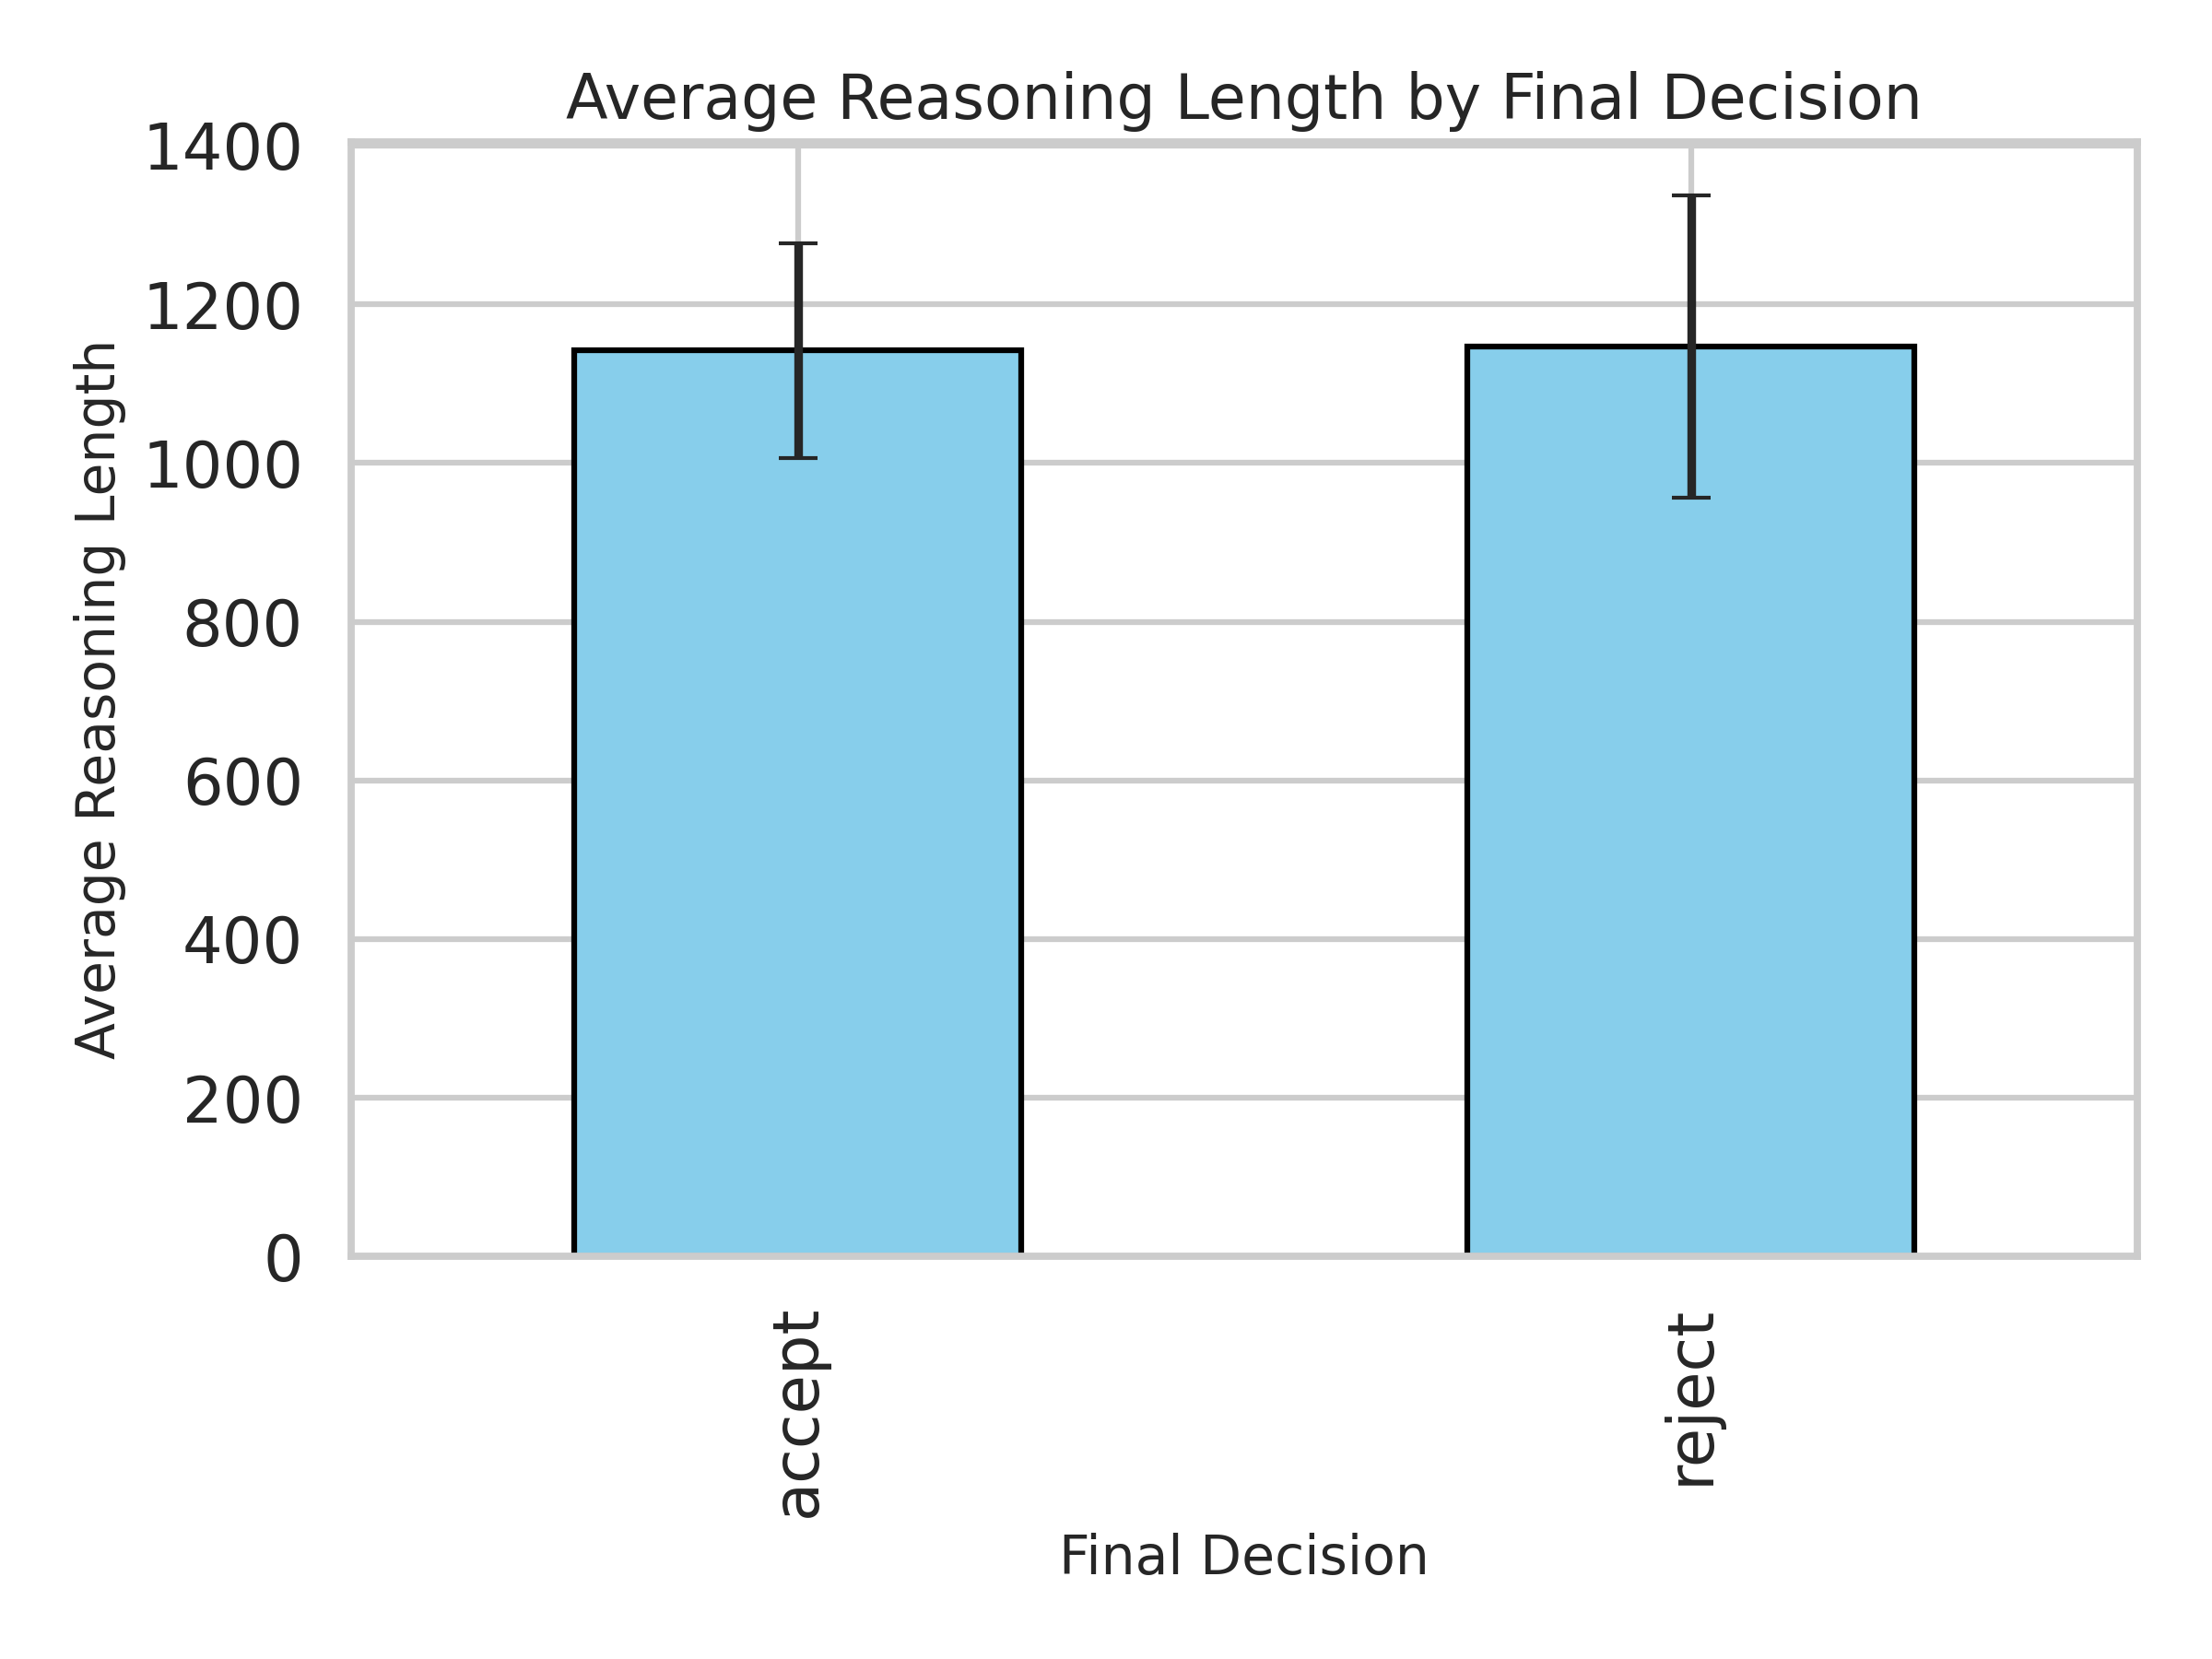 Average Reasoning Length by Final Decision
1400
1200
1000
800
600
400
200
0
Average Reasoning Length
accept
reject
Final Decision